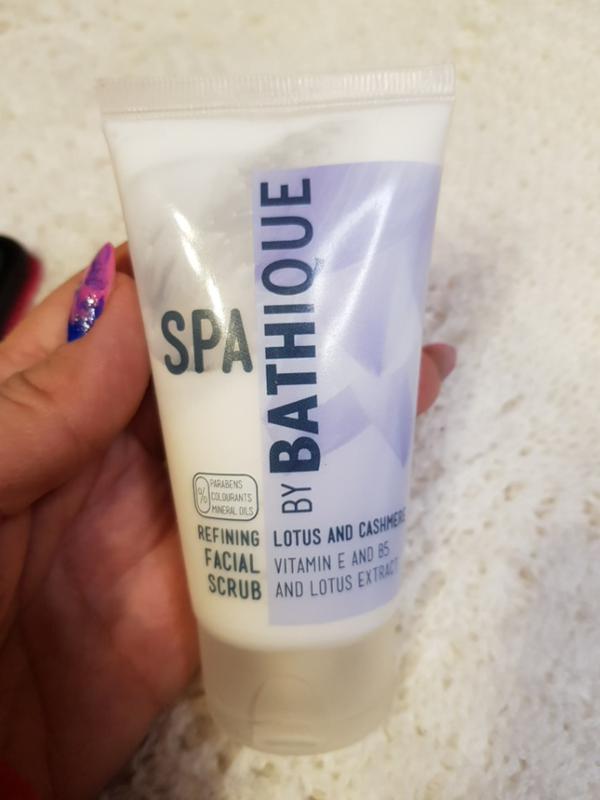 SPA
BY BATHIQUE
0%
PARABENS
COLOURANTS
MINERAL OILS
REFINING
FACIAL
SCRUB
LOTUS AND CASHMERE
VITAMIN E AND B5
AND LOTUS EXTRACT